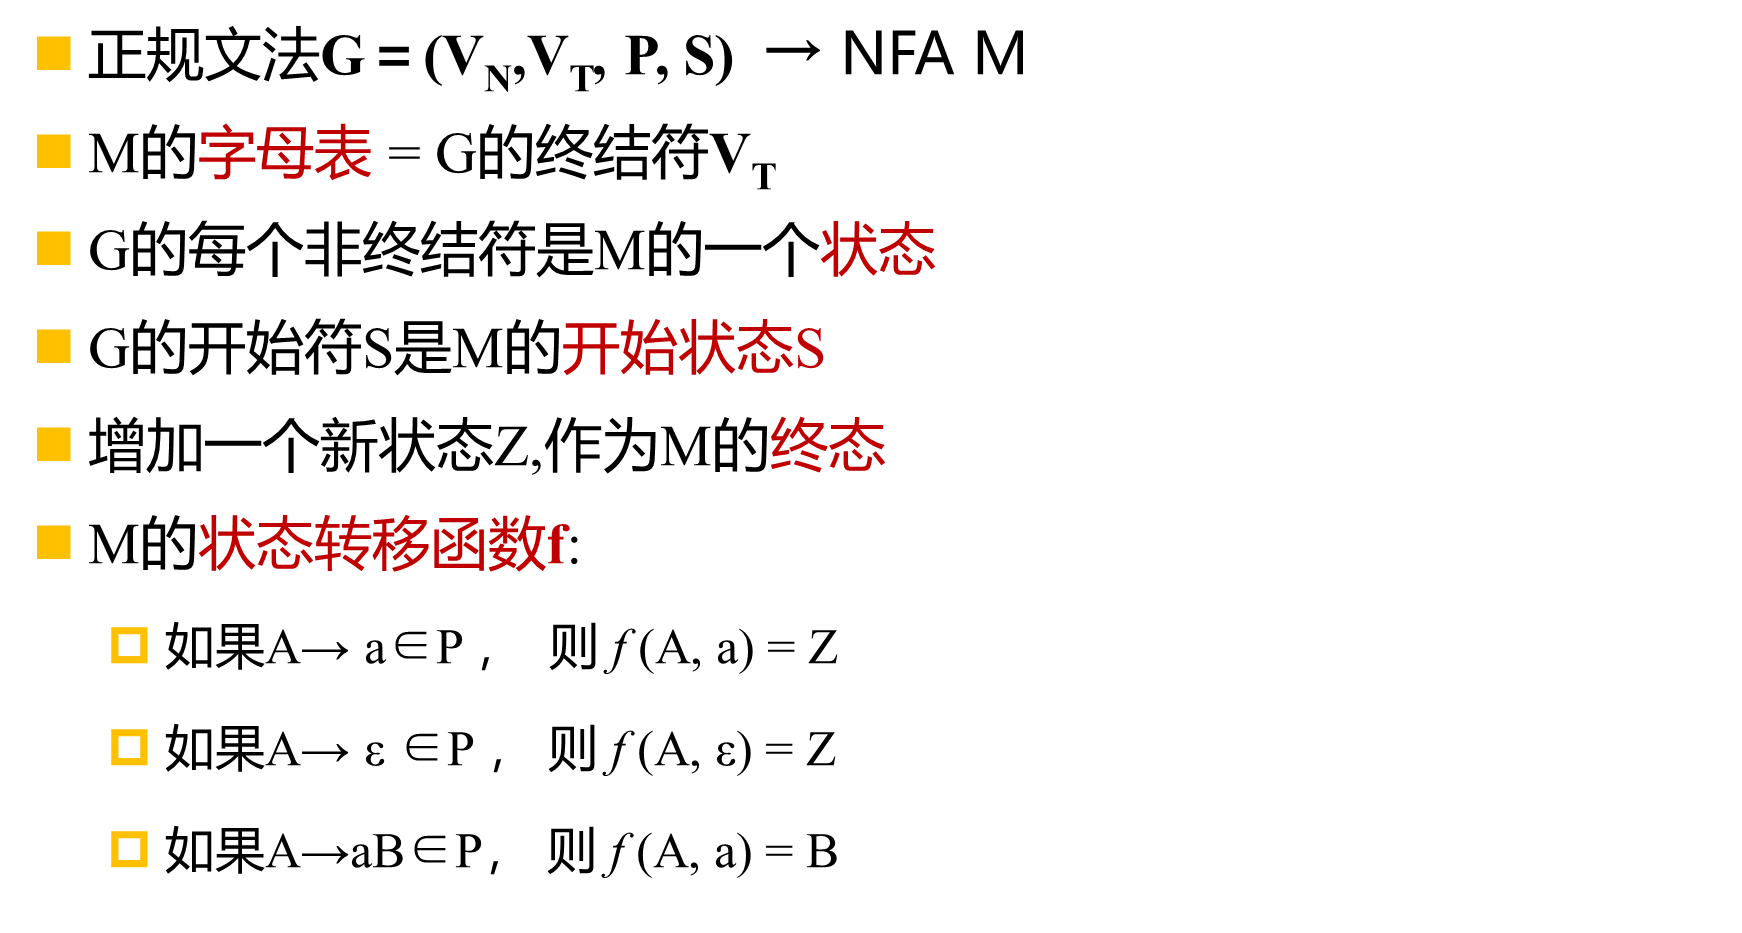 正规文法G = (VN,VT, P, S) → NFA M
M的字母表 = G的终结符VT
G的每个非终结符是M的一个状态
G的开始符S是M的开始状态S
增加一个新状态Z,作为M的终态
M的状态转移函数f:
如果A→ a∈P , 则 f (A, a) = Z
如果A→ ε ∈P , 则 f (A, ε) = Z
如果A→aB∈P, 则 f (A, a) = B